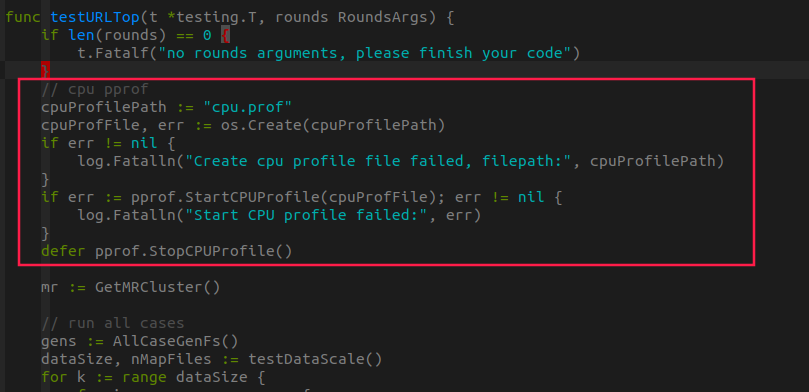 func testURLTop(t *testing.T, rounds RoundsArgs) {
    if len(rounds) == 0 {
        t.Fatalf("no rounds arguments, please finish your code")
    }
    // cpu pprof
    cpuProfilePath := "cpu.prof"
    cpuProfFile, err := os.Create(cpuProfilePath)
    if err != nil {
        log.Fatalln("Create cpu profile file failed, filepath:", cpuProfilePath)
    }
    if err := pprof.StartCPUProfile(cpuProfFile); err != nil {
        log.Fatalln("Start CPU profile failed:", err)
    }
    defer pprof.StopCPUProfile()
    mr := GetMRCluster()
    // run all cases
    gens := AllCaseGenFs()
    dataSize, nMapFiles := testDataScale()
    for k := range dataSize {